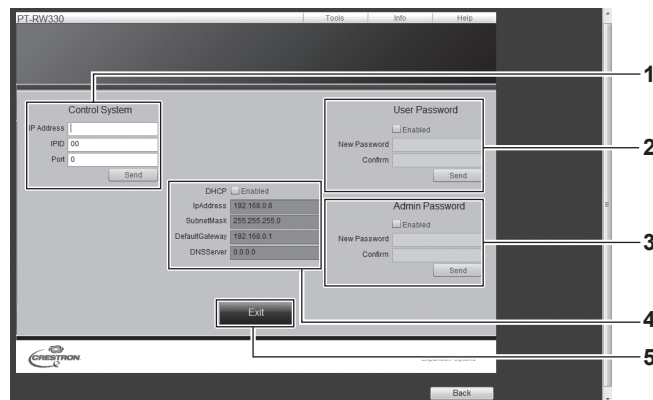 PT-RW330
Tools Info Help
1
Control System
IP Address
IPID 00
Port 0
Send
User Password
Enabled
New Password
Confirm
Send
2
DHCP Enabled
IpAddress 192.168.0.8
SubnetMask 255.255.255.0
DefaultGateway 192.168.0.1
DNSServer 0.0.0.0
Admin Password
Enabled
New Password
Confirm
Send
3
Exit
4
CRESTRON
5
Back